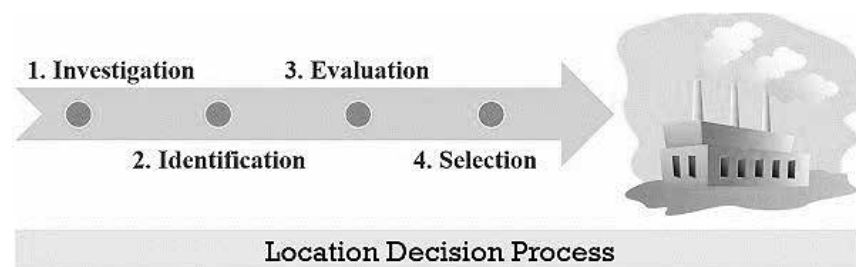 1. Investigation
2. Identification
3. Evaluation
4. Selection
Location Decision Process